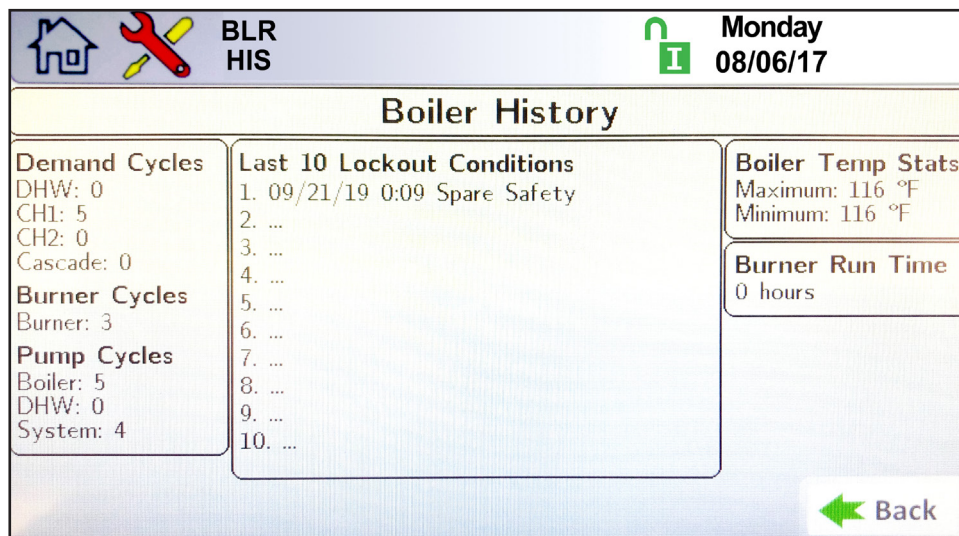 BLR
HIS
Monday
08/06/17
I
Boiler History
Demand Cycles
DHW: 0
CH1: 5
CH2: 0
Cascade: 0
Burner Cycles
Burner: 3
Pump Cycles
Boiler: 5
DHW: 0
System: 4
Last 10 Lockout Conditions
1. 09/21/19 0:09 Spare Safety
2. ...
3. ...
4. ...
5. ...
6. ...
7. ...
8. ...
9. ...
10. ...
Boiler Temp Stats
Maximum: 116 °F
Minimum: 116 °F
Burner Run Time
0 hours
Back